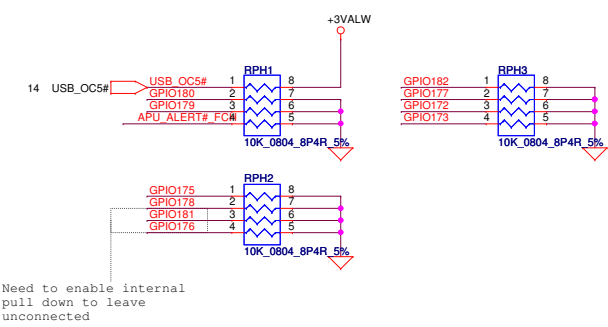 +3VALW
RPH1
14 USB_OC5# USB_OC5# 1 8
GPIO180 2 7
GPIO179 3 6
APU_ALERT#_FCH 4 5
10K_0804_8P4R_5%
RPH3
GPIO182 1 8
GPIO177 2 7
GPIO172 3 6
GPIO173 4 5
10K_0804_8P4R_5%
RPH2
GPIO175 1 8
GPIO178 2 7
GPIO181 3 6
GPIO176 4 5
10K_0804_8P4R_5%
Need to enable internal
pull down to leave
unconnected